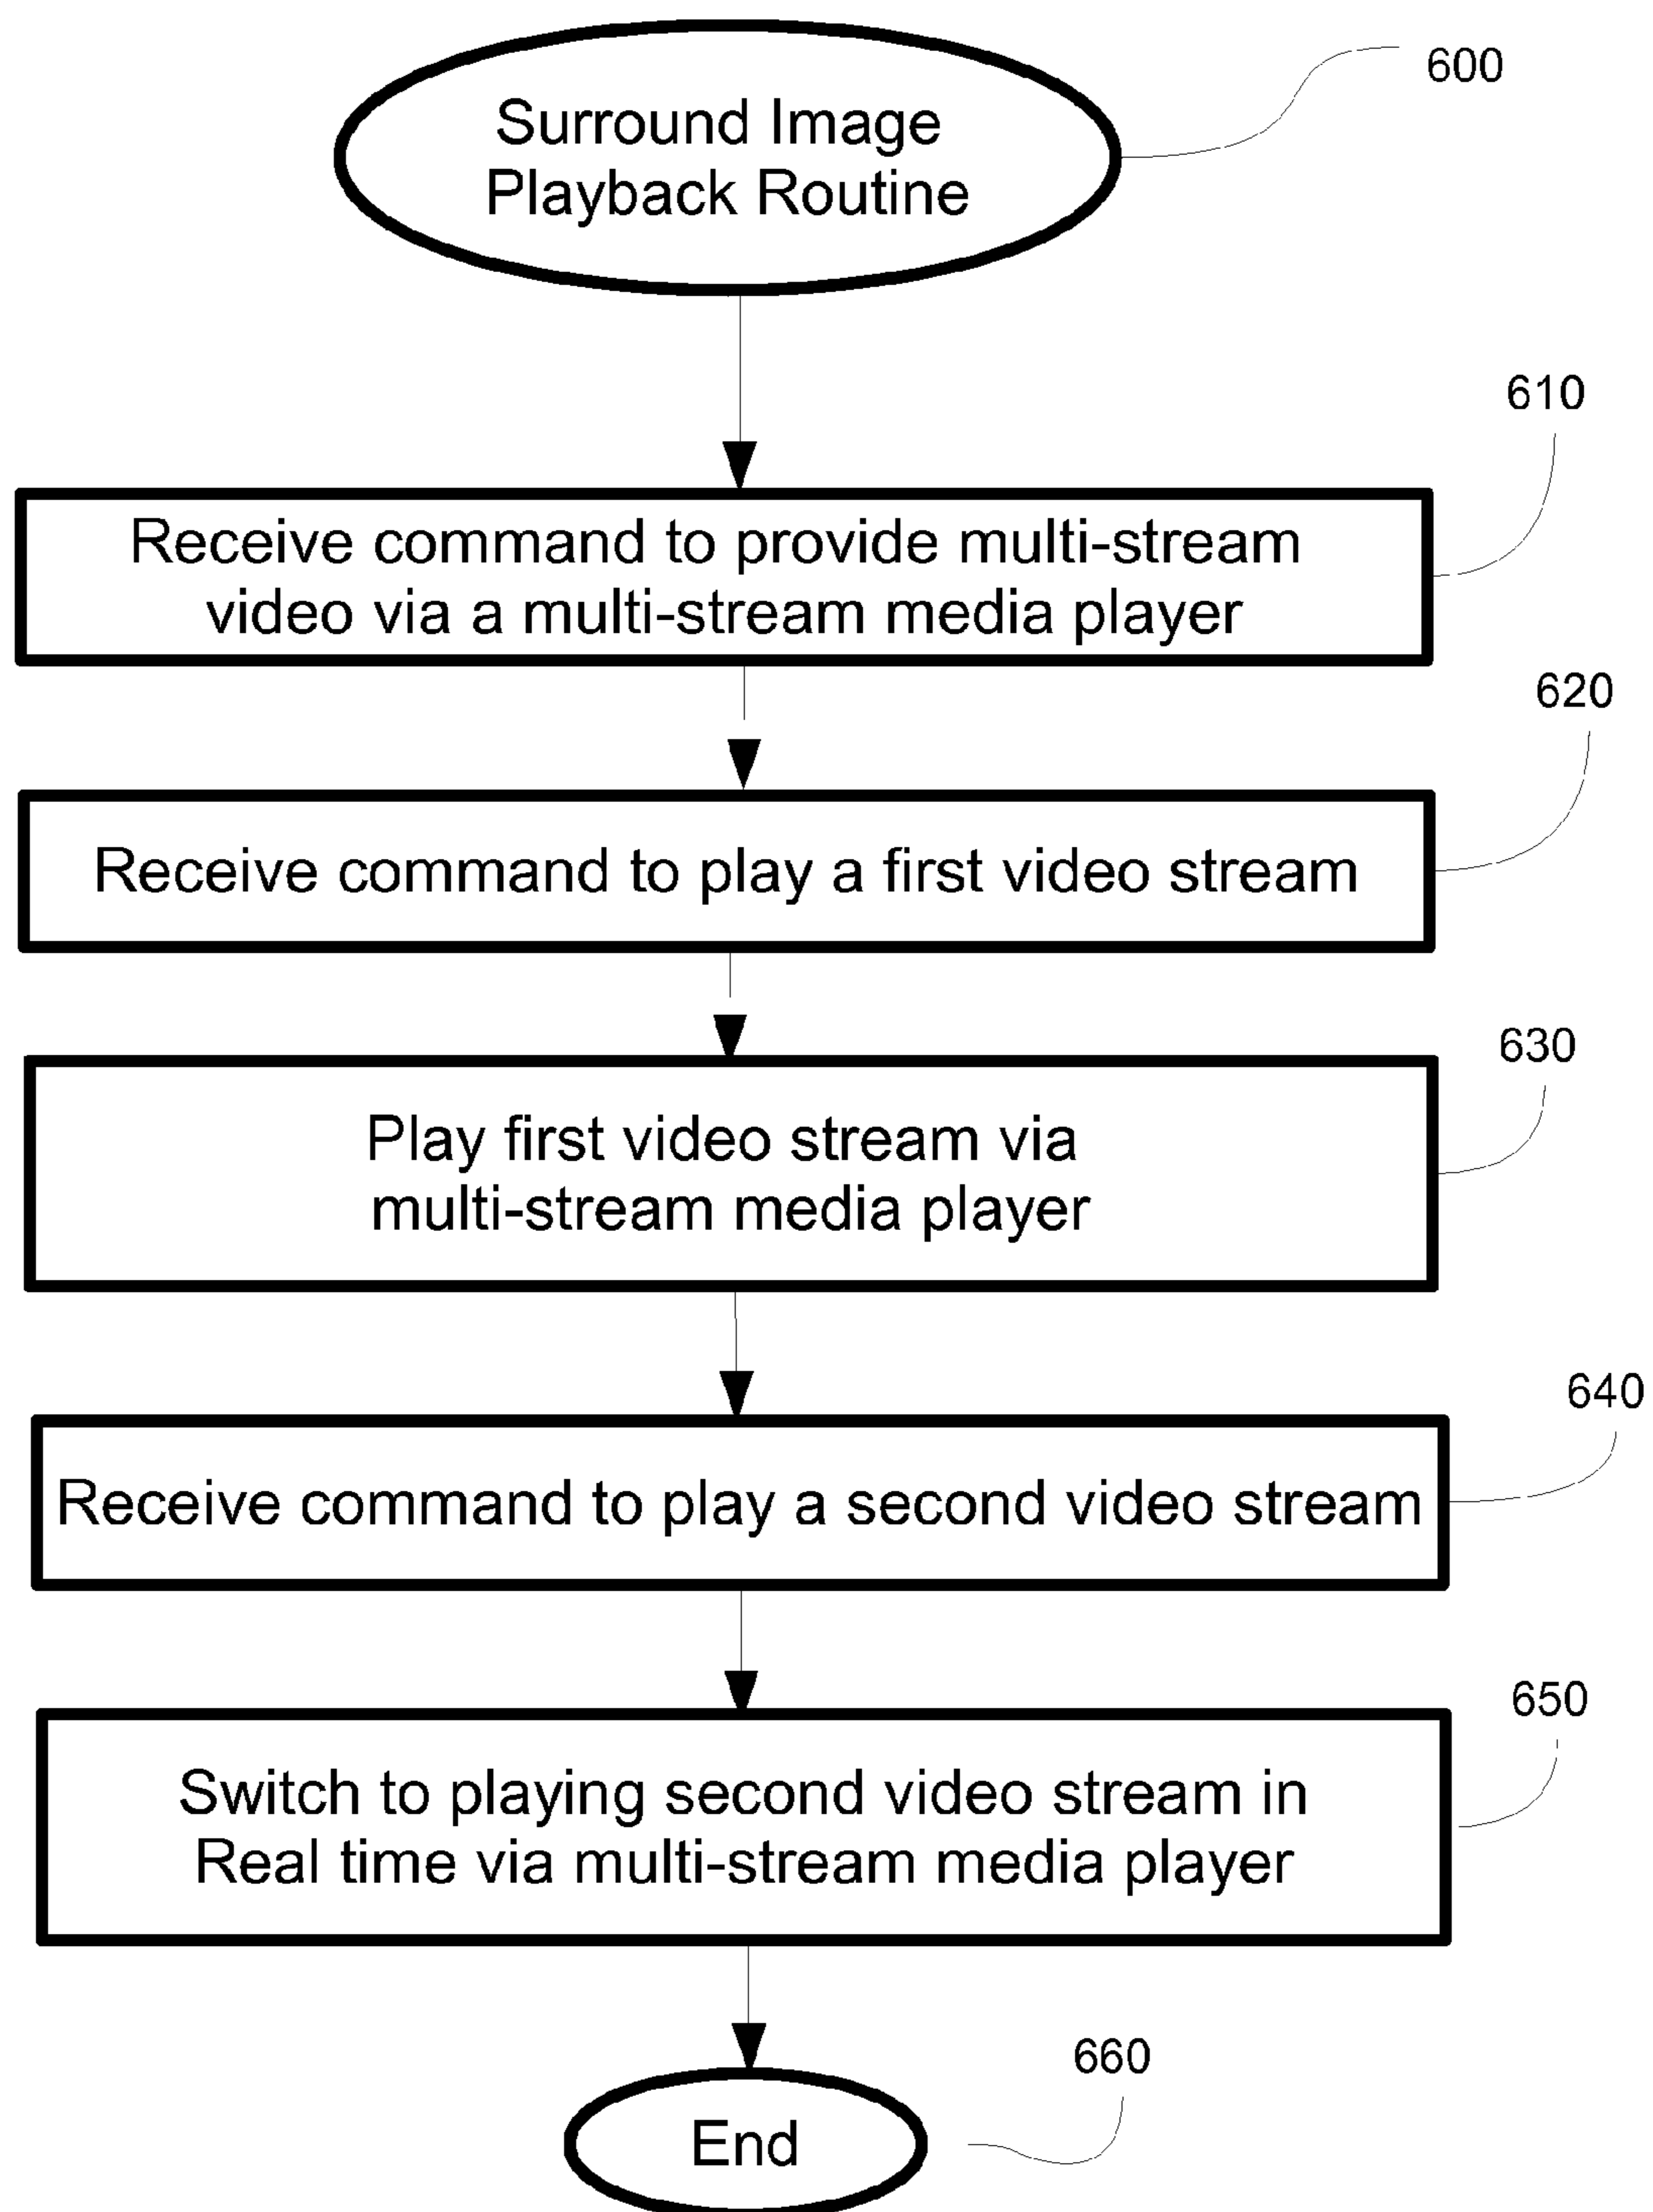 Surround Image
Playback Routine
600
610
Receive command to provide multi-stream
video via a multi-stream media player
620
Receive command to play a first video stream
630
Play first video stream via
multi-stream media player
640
Receive command to play a second video stream
650
Switch to playing second video stream in
Real time via multi-stream media player
660
End